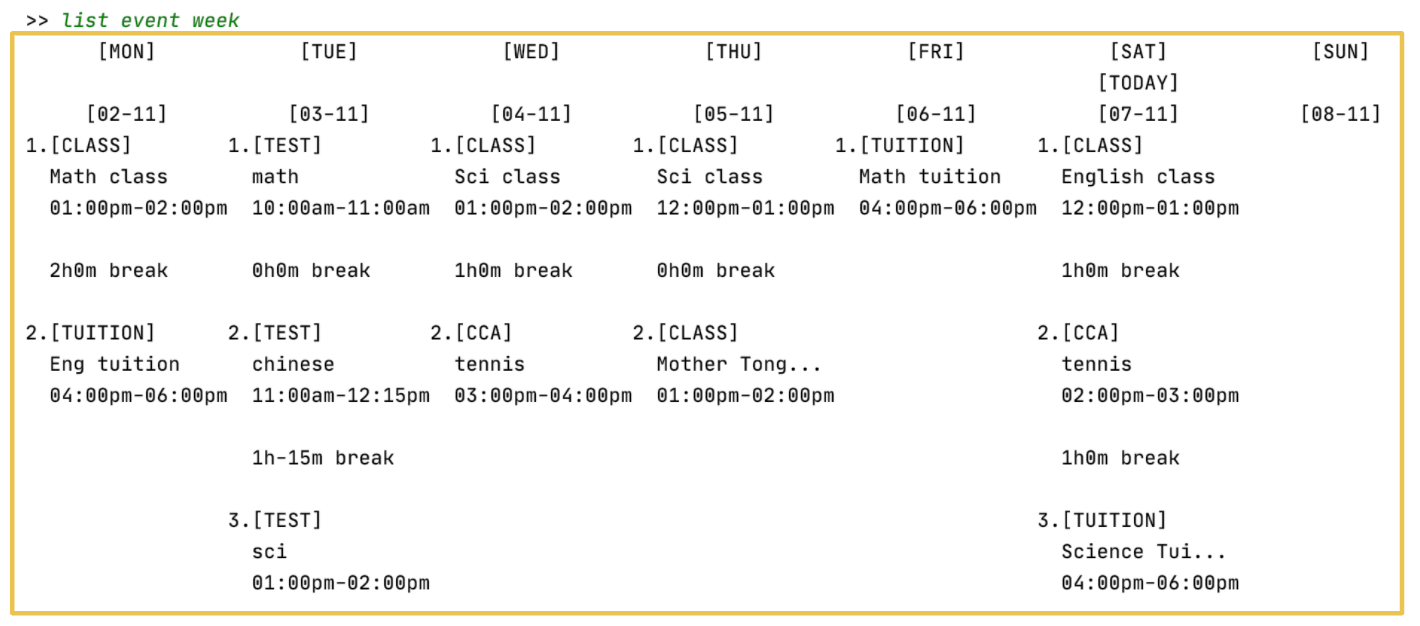 >> list event week
[MON] [TUE] [WED] [THU] [FRI] [SAT] [SUN]
[TODAY]
[02-11] [03-11] [04-11] [05-11] [06-11] [07-11] [08-11]
1.[CLASS] 1.[TEST] 1.[CLASS] 1.[CLASS] 1.[TUITION] 1.[CLASS]
Math class math Sci class Sci class Math tuition English class
01:00pm-02:00pm 10:00am-11:00am 01:00pm-02:00pm 12:00pm-01:00pm 04:00pm-06:00pm 12:00pm-01:00pm
2h0m break 0h0m break 1h0m break 0h0m break 1h0m break
2.[TUITION] 2.[TEST] 2.[CCA] 2.[CLASS] 2.[CCA]
Eng tuition chinese tennis Mother Tong... tennis
04:00pm-06:00pm 11:00am-12:15pm 03:00pm-04:00pm 01:00pm-02:00pm 02:00pm-03:00pm
1h-15m break 1h0m break
3.[TEST] 3.[TUITION]
sci Science Tui...
01:00pm-02:00pm 04:00pm-06:00pm